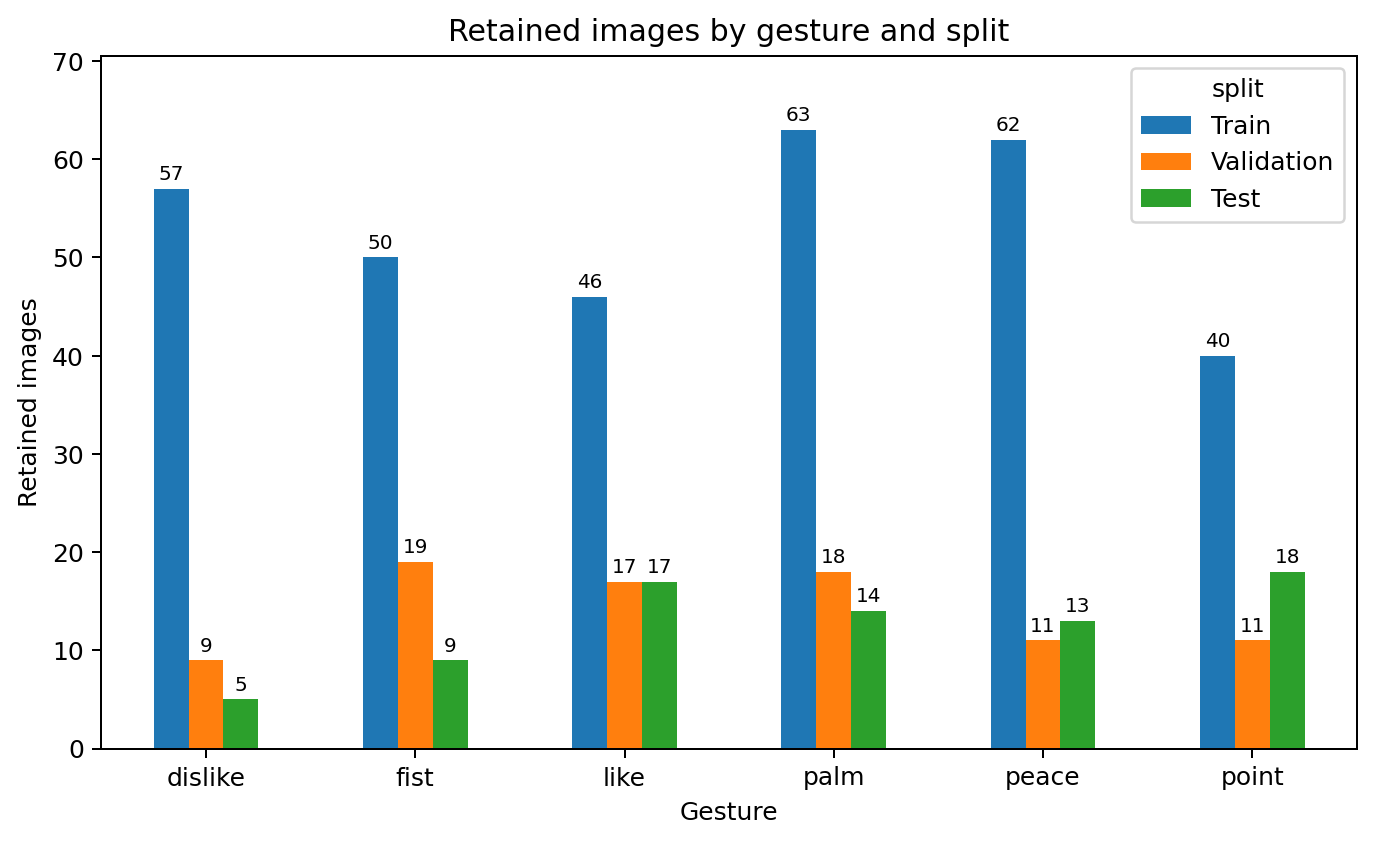 Retained images by gesture and split
split
Train
Validation
Test
Retained images
70
60
50
40
30
20
10
0
57
9
5
50
19
9
46
17
17
63
18
14
62
11
13
40
11
18
dislike
fist
like
palm
peace
point
Gesture